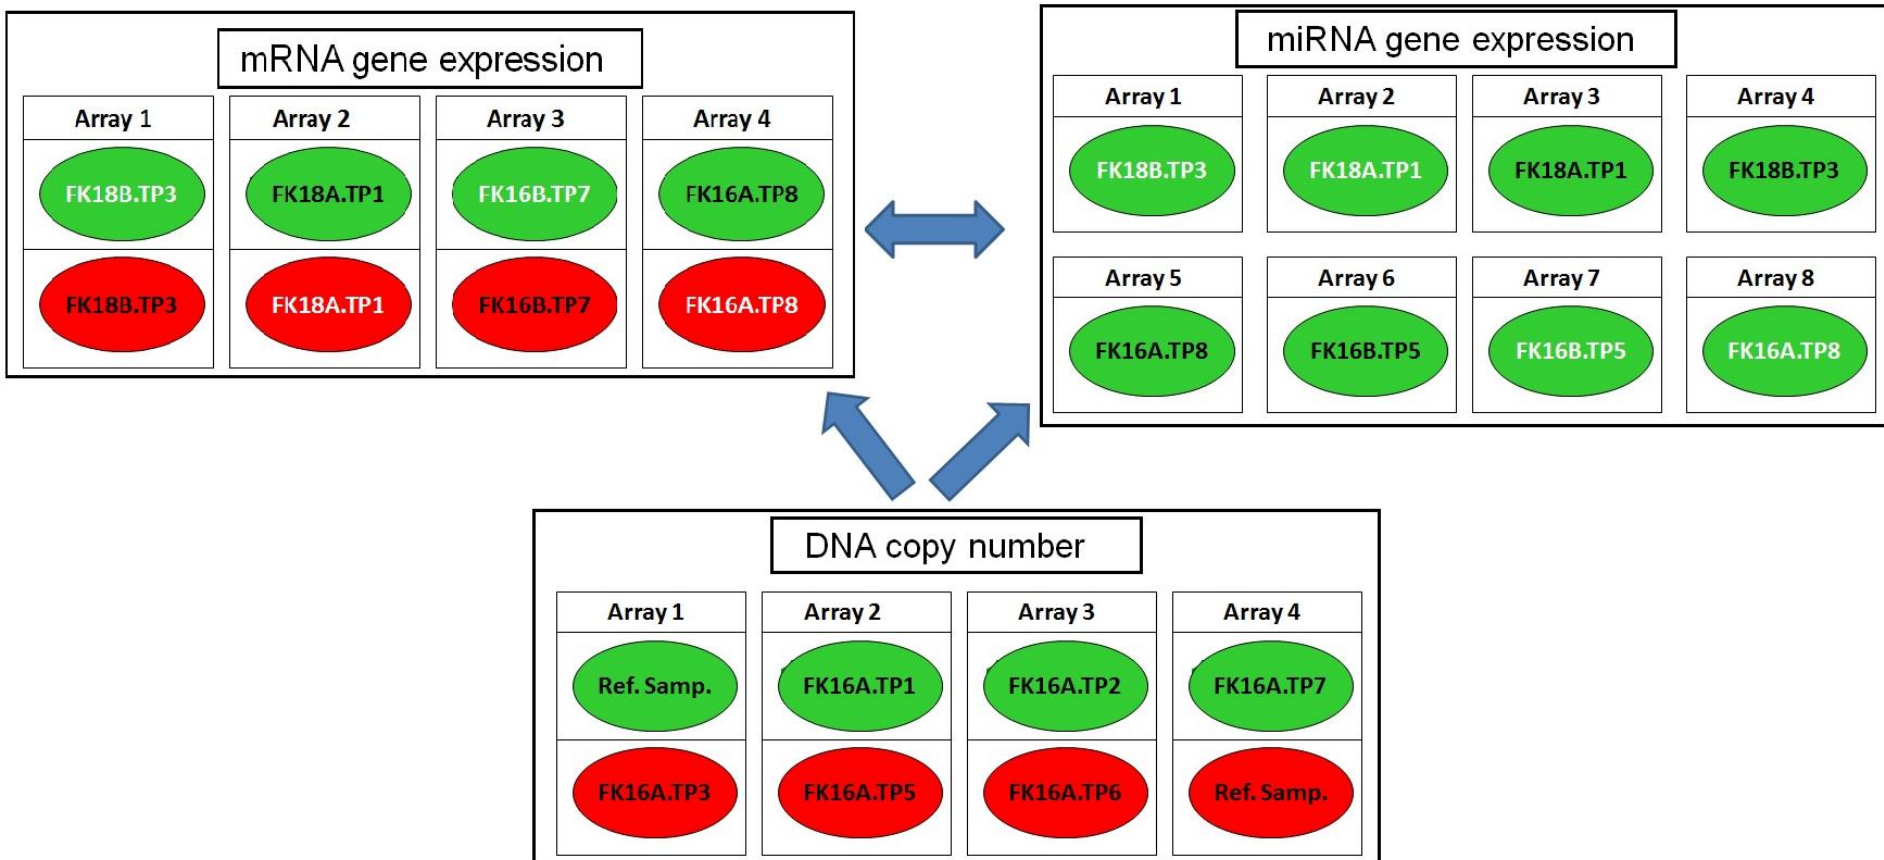 mRNA gene expression
Array 1 Array 2 Array 3 Array 4
FK18B.TP3 FK18A.TP1 FK16B.TP7 FK16A.TP8
FK18B.TP3 FK18A.TP1 FK16B.TP7 FK16A.TP8
miRNA gene expression
Array 1 Array 2 Array 3 Array 4
FK18B.TP3 FK18A.TP1 FK18A.TP1 FK18B.TP3
Array 5 Array 6 Array 7 Array 8
FK16A.TP8 FK16B.TP5 FK16B.TP5 FK16A.TP8
DNA copy number
Array 1 Array 2 Array 3 Array 4
Ref. Samp. FK16A.TP1 FK16A.TP2 FK16A.TP7
FK16A.TP3 FK16A.TP5 FK16A.TP6 Ref. Samp.